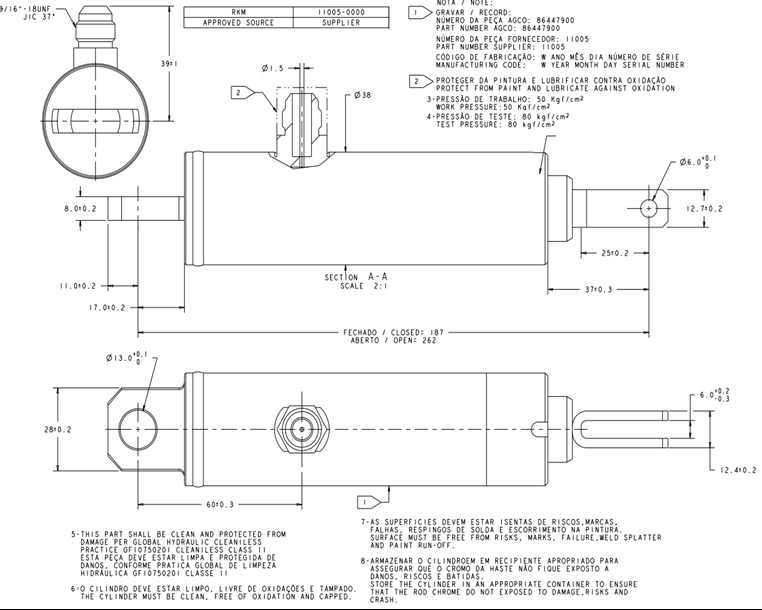 9/16"-18UNF
JIC 37°
39±1
RKM 11005-0000
APPROVED SOURCE SUPPLIER
NOTA / NOTE:
1 GRAVAR / RECORD:
NÚMERO DA PEÇA AGCO: 86447900
PART NUMBER AGCO: 86447900
NÚMERO DA PEÇA FORNECEDOR: 11005
PART NUMBER SUPPLIER: 11005
CÓDIGO DE FABRICAÇÃO: W ANO MÊS DIA NÚMERO DE SÉRIE
MANUFACTURING CODE: W YEAR MONTH DAY SERIAL NUMBER
2 PROTEGER DA PINTURA E LUBRIFICAR CONTRA OXIDAÇÃO
PROTECT FROM PAINT AND LUBRICATE AGAINST OXIDATION
3-PRESSÃO DE TRABALHO: 50 Kgf/cm²
WORK PRESSURE:50 Kgf/cm²
4-PRESSÃO DE TESTE: 80 kgf/cm²
TEST PRESSURE: 80 kgf/cm²
Ø1.5
2
Ø38
Ø6.0 +0.1 0
8.0±0.2
12.7±0.2
25±0.2
11.0±0.2
SECTION A-A
SCALE 2:1
37±0.3
17.0±0.2
FECHADO / CLOSED= 187
ABERTO / OPEN= 262
Ø13.0 +0.1 0
6.0 +0.2 -0.3
28±0.2
12.4±0.2
60±0.3
1
5-THIS PART SHALL BE CLEAN AND PROTECTED FROM
DAMAGE PER GLOBAL HYDRAULIC CLEANILESS
PRACTICE GF10750201 CLEANILESS CLASS II
ESTA PEÇA DEVE ESTAR LIMPA E PROTEGIDA DE
DANOS, CONFORME PRATICA GLOBAL DE LIMPEZA
HIDRÁULICA GF10750201 CLASSE II
6-O CILINDRO DEVE ESTAR LIMPO, LIVRE DE OXIDAÇÕES E TAMPADO.
THE CYLINDER MUST BE CLEAN, FREE OF OXIDATION AND CAPPED.
7-AS SUPERFICIES DEVEM ESTAR ISENTAS DE RISCOS,MARCAS,
FALHAS, RESPINGOS DE SOLDA E ESCORRIMENTO NA PINTURA.
SURFACE MUST BE FREE FROM RISKS, MARKS, FAILURE,WELD SPLATTER
AND PAINT RUN-OFF.
8-ARMAZENAR O CILINDROEM EM RECIPIENTE APROPRIADO PARA
ASSEGURAR QUE O CROMO DA HASTE NÃO FIQUE EXPOSTO A
DANOS, RISCOS E BATIDAS.
STORE THE CYLINDER IN AN APPROPRIATE CONTAINER TO ENSURE
THAT THE ROD CHROME DO NOT EXPOSED TO DAMAGE,RISKS AND
CRASH.